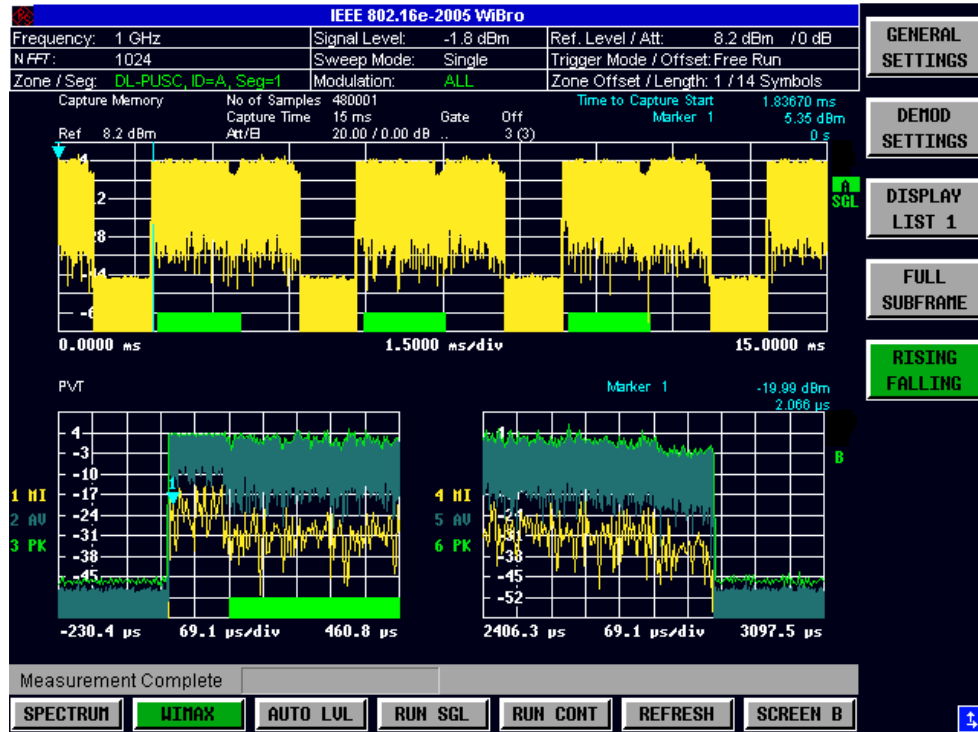 IEEE 802.16e-2005 WiBro
Frequency: 1 GHz Signal Level: -1.8 dBm Ref. Level / Att: 8.2 dBm / 0 dB
NFFT: 1024 Sweep Mode: Single Trigger Mode / Offset: Free Run
Zone / Seg: DL-PUSC, ID=A, Seg=1 Modulation: ALL Zone Offset / Length: 1 / 14 Symbols
Capture Memory No of Samples 480001 Time to Capture Start 1.83670 ms
Capture Time 15 ms Gate Off Marker 1 5.35 dBm
Ref 8.2 dBm Att/El 20.00 / 0.00 dB .. 3 (3) 0 s
A
SGL
0.0000 ms 1.5000 ms/div 15.0000 ms
PVT Marker 1 -19.99 dBm
2.066 µs
4
-3
-10
-17
-24
-31
-38
-45
1
1 MI
2 AV
3 PK
-230.4 µs 69.1 µs/div 460.8 µs
4 MI
5 AV
6 PK
-24
-38
-45
-52
B
2406.3 µs 69.1 µs/div 3097.5 µs
Measurement Complete
SPECTRUM WIMAX AUTO LVL RUN SGL RUN CONT REFRESH SCREEN B
GENERAL
SETTINGS
DEMOD
SETTINGS
DISPLAY
LIST 1
FULL
SUBFRAME
RISING
FALLING